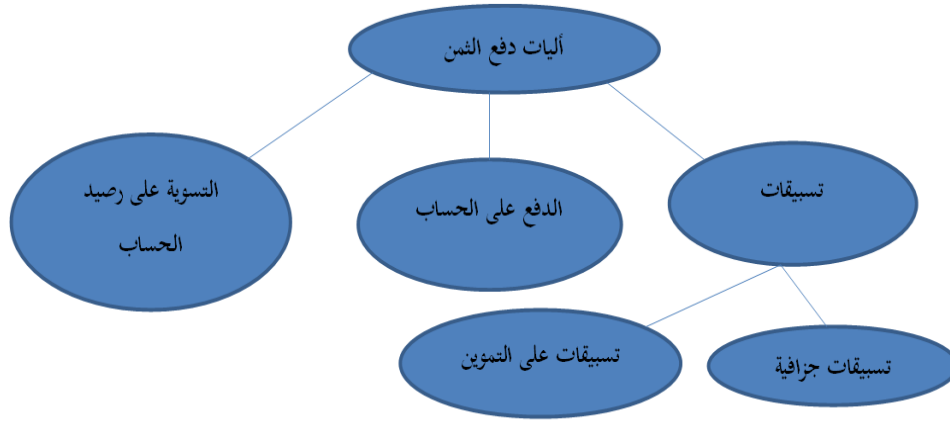 أليات دفع الثمن
تسبيقات
الدفع على الحساب
التسوية على رصيد
الحساب
تسبيقات جزافية
تسبيقات على التموين